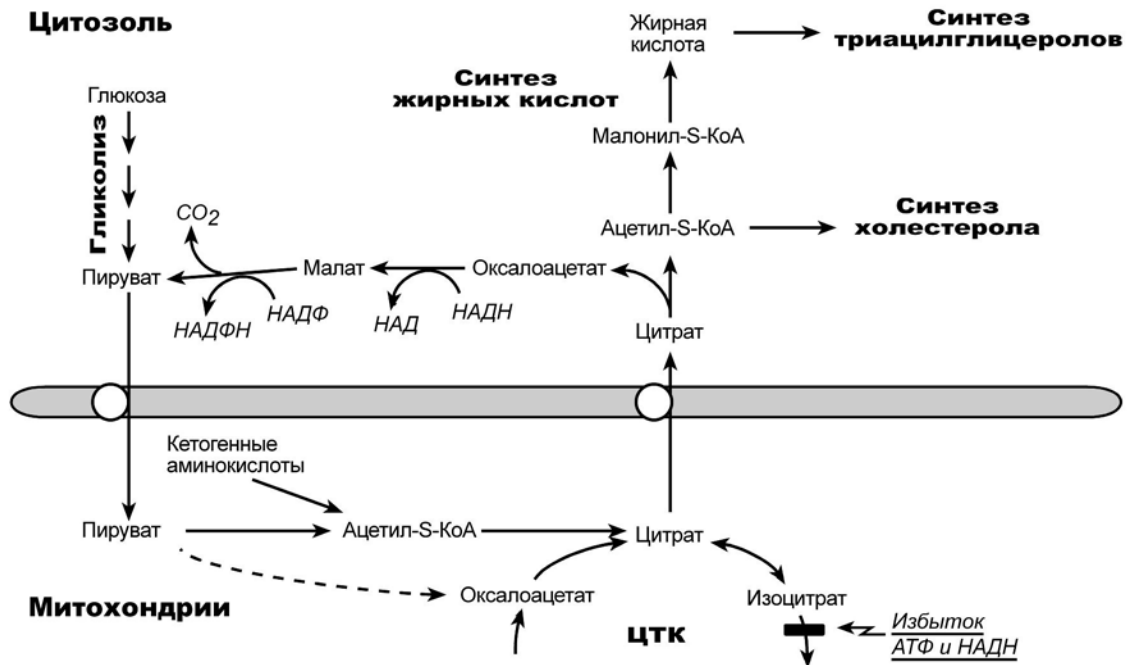 Цитозоль
Жирная
кислота
Синтез
триацилглицеролов
Синтез
жирных кислот
Глюкоза
Гликолиз
Малонил-S-КоА
CO2
Ацетил-S-КоА
Синтез
холестерола
Пируват
Малат
Оксалоацетат
НАДФН
НАДФ
НАД
НАДН
Цитрат
Кетогенные
аминокислоты
Пируват
Ацетил-S-КоА
Цитрат
Оксалоацетат
Изоцитрат
Митохондрии
ЦТК
Избыток
АТФ и НАДН